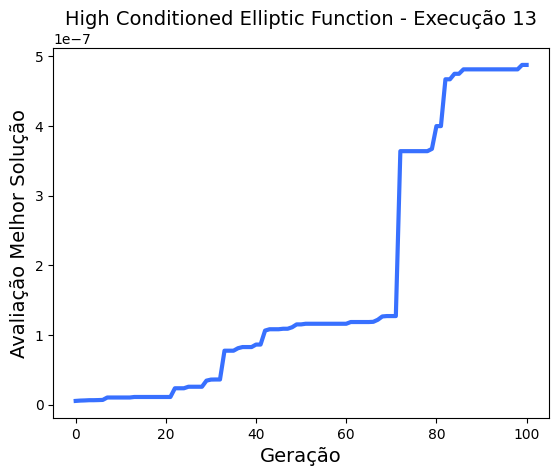 High Conditioned Elliptic Function - Execução 13
1e−7
5
4
3
2
1
0
Avaliação Melhor Solução
0 20 40 60 80 100
Geração